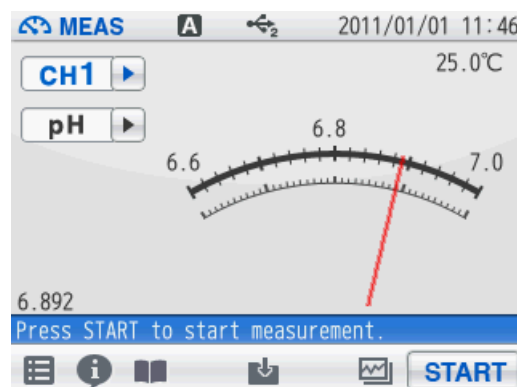 MEAS A 2 2011/01/01 11:46
CH1 25.0℃
pH
6.8
6.6 7.0
6.892
Press START to start measurement.
START